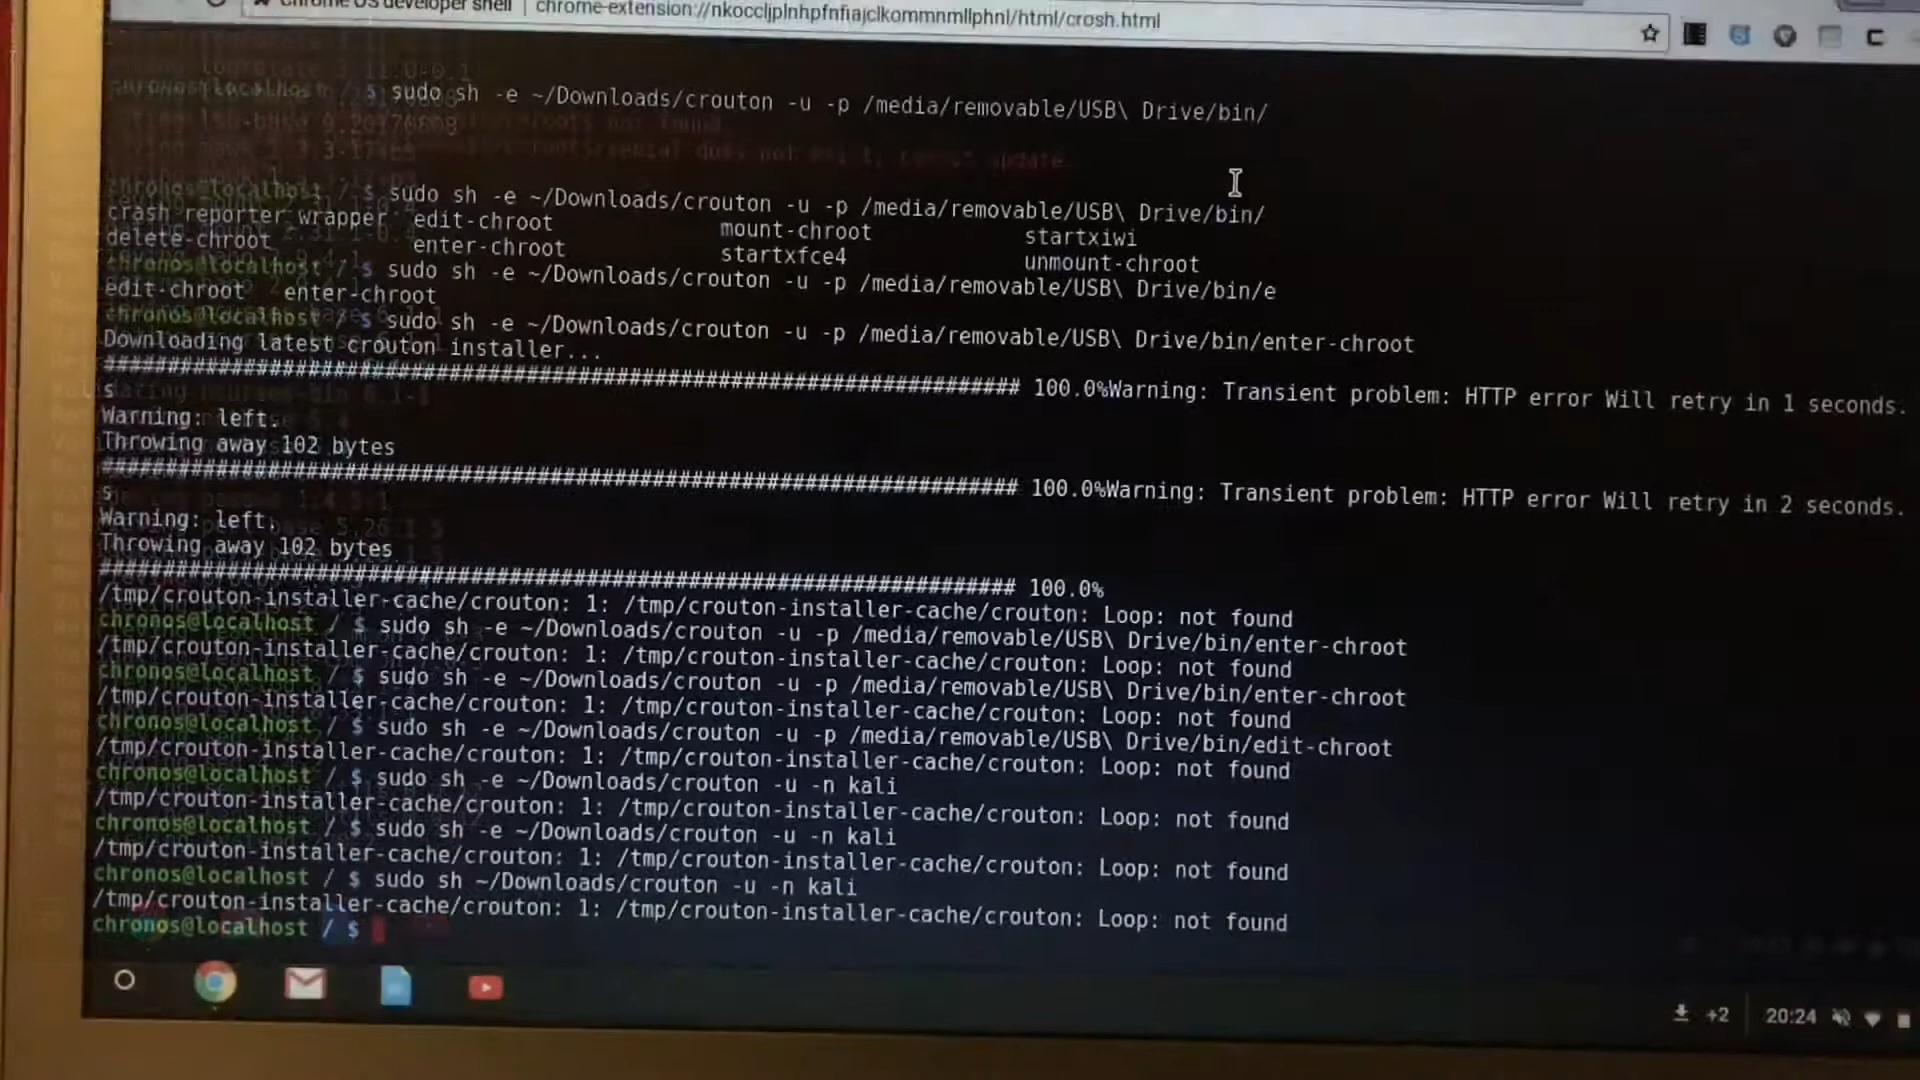 Chrome OS developer shell | chrome-extension://nkoccljplnhpfnfiajclkommnmllphnl/html/crosh.html
chronos@localhost / $ sudo sh -e ~/Downloads/crouton -u -p /media/removable/USB\ Drive/bin/
not found
does not exist, cannot update.
chronos@localhost / $ sudo sh -e ~/Downloads/crouton -u -p /media/removable/USB\ Drive/bin/
crash_reporter_wrapper edit-chroot mount-chroot startxiwi
delete-chroot enter-chroot startxfce4 unmount-chroot
chronos@localhost / $ sudo sh -e ~/Downloads/crouton -u -p /media/removable/USB\ Drive/bin/e
edit-chroot enter-chroot
chronos@localhost / $ sudo sh -e ~/Downloads/crouton -u -p /media/removable/USB\ Drive/bin/enter-chroot
Downloading latest crouton installer...
######################################################################## 100.0%Warning: Transient problem: HTTP error Will retry in 1 seconds.
s
Warning: left.
Throwing away 102 bytes
######################################################################## 100.0%Warning: Transient problem: HTTP error Will retry in 2 seconds.
s
Warning: left.
Throwing away 102 bytes
######################################################################## 100.0%
/tmp/crouton-installer-cache/crouton: 1: /tmp/crouton-installer-cache/crouton: Loop: not found
chronos@localhost / $ sudo sh -e ~/Downloads/crouton -u -p /media/removable/USB\ Drive/bin/enter-chroot
/tmp/crouton-installer-cache/crouton: 1: /tmp/crouton-installer-cache/crouton: Loop: not found
chronos@localhost / $ sudo sh -e ~/Downloads/crouton -u -p /media/removable/USB\ Drive/bin/enter-chroot
/tmp/crouton-installer-cache/crouton: 1: /tmp/crouton-installer-cache/crouton: Loop: not found
chronos@localhost / $ sudo sh -e ~/Downloads/crouton -u -p /media/removable/USB\ Drive/bin/edit-chroot
/tmp/crouton-installer-cache/crouton: 1: /tmp/crouton-installer-cache/crouton: Loop: not found
chronos@localhost / $ sudo sh -e ~/Downloads/crouton -u -n kali
/tmp/crouton-installer-cache/crouton: 1: /tmp/crouton-installer-cache/crouton: Loop: not found
chronos@localhost / $ sudo sh -e ~/Downloads/crouton -u -n kali
/tmp/crouton-installer-cache/crouton: 1: /tmp/crouton-installer-cache/crouton: Loop: not found
chronos@localhost / $ sudo sh ~/Downloads/crouton -u -n kali
/tmp/crouton-installer-cache/crouton: 1: /tmp/crouton-installer-cache/crouton: Loop: not found
chronos@localhost / $
+2 20:24